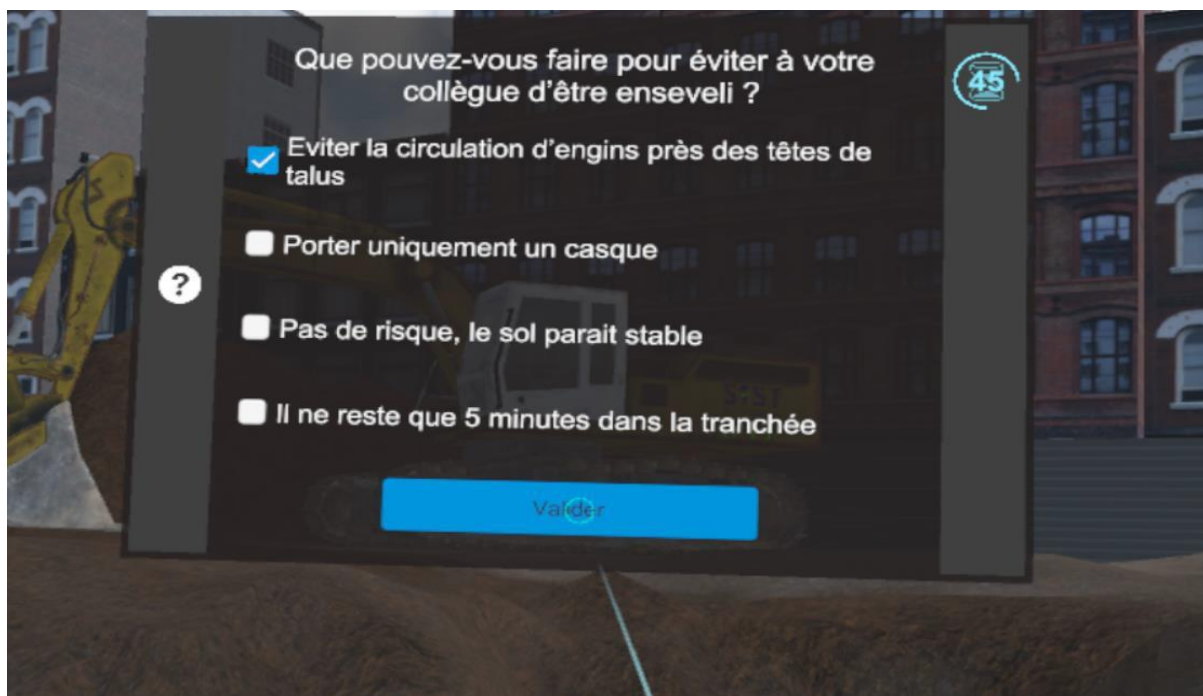 Que pouvez-vous faire pour éviter à votre
collègue d'être enseveli ?
45
Eviter la circulation d'engins près des têtes de
talus
Porter uniquement un casque
?
Pas de risque, le sol parait stable
Il ne reste que 5 minutes dans la tranchée
Valider